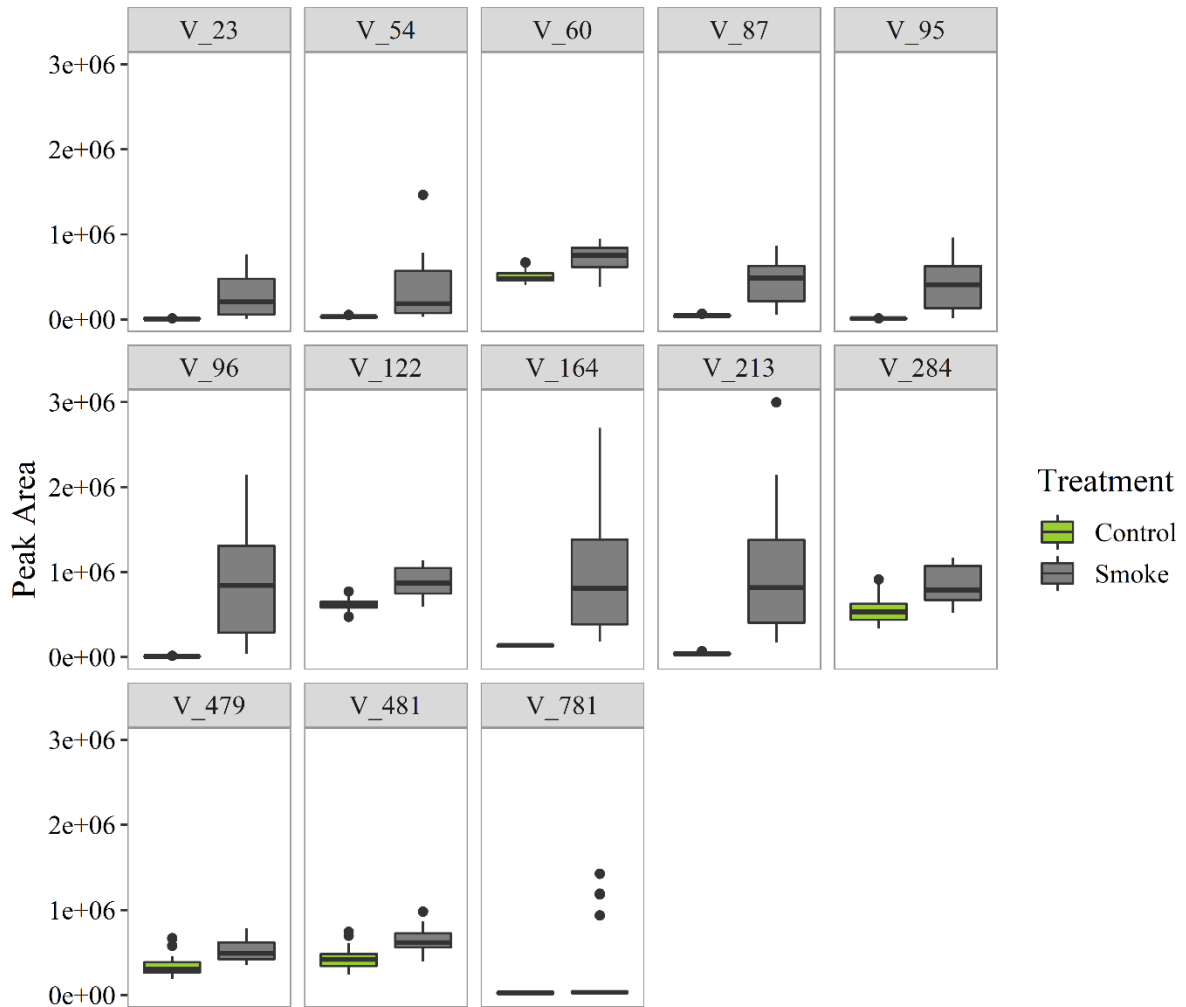 V_23 V_54 V_60 V_87 V_95
3e+06
2e+06
1e+06
0e+00
V_96 V_122 V_164 V_213 V_284
3e+06
2e+06
1e+06
0e+00
V_479 V_481 V_781
3e+06
2e+06
1e+06
0e+00
Peak Area
Treatment
Control
Smoke